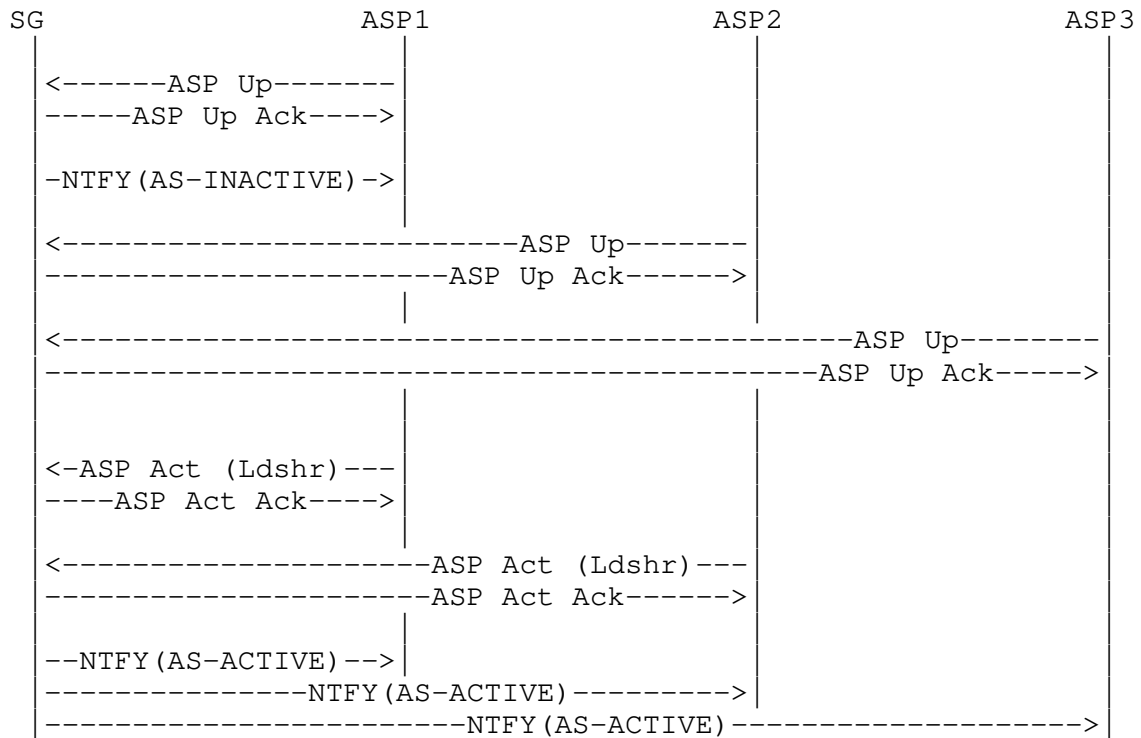 SG ASP1 ASP2 ASP3
<------ASP Up-------
-----ASP Up Ack---->
-NTFY(AS-INACTIVE)->
<--------------------------ASP Up-------
-----------------------ASP Up Ack------>
<---------------------------------------------ASP Up--------
--------------------------------------------ASP Up Ack----->
<-ASP Act (Ldshr)---
----ASP Act Ack---->
<---------------------ASP Act (Ldshr)---
----------------------ASP Act Ack------>
--NTFY(AS-ACTIVE)-->
---------------NTFY(AS-ACTIVE)--------->
------------------------NTFY(AS-ACTIVE)-------------------->